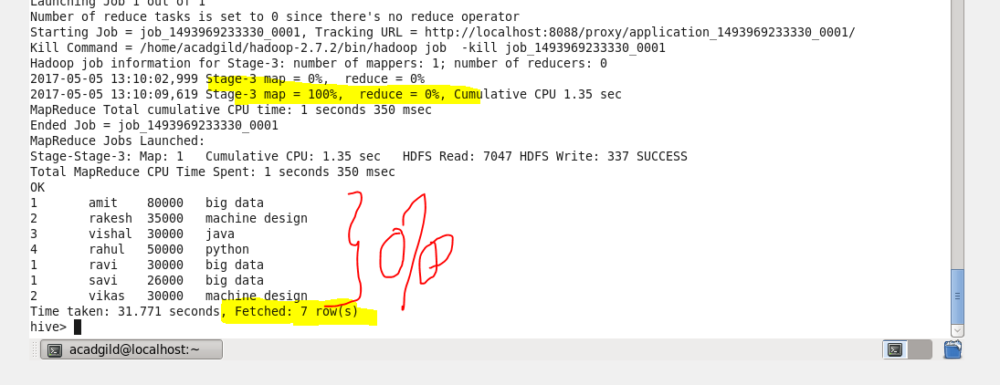 Launching Job 1 out of 1
Number of reduce tasks is set to 0 since there's no reduce operator
Starting Job = job_1493969233330_0001, Tracking URL = http://localhost:8088/proxy/application_1493969233330_0001/
Kill Command = /home/acadgild/hadoop-2.7.2/bin/hadoop job  -kill job_1493969233330_0001
Hadoop job information for Stage-3: number of mappers: 1; number of reducers: 0
2017-05-05 13:10:02,999 Stage-3 map = 0%,  reduce = 0%
2017-05-05 13:10:09,619 Stage-3 map = 100%,  reduce = 0%, Cumulative CPU 1.35 sec
MapReduce Total cumulative CPU time: 1 seconds 350 msec
Ended Job = job_1493969233330_0001
MapReduce Jobs Launched:
Stage-Stage-3: Map: 1   Cumulative CPU: 1.35 sec   HDFS Read: 7047 HDFS Write: 337 SUCCESS
Total MapReduce CPU Time Spent: 1 seconds 350 msec
OK
1       amit    80000   big data
2       rakesh  35000   machine design
3       vishal  30000   java
4       rahul   50000   python
1       ravi    30000   big data
1       savi    26000   big data
2       vikas   30000   machine design
O/P
Time taken: 31.771 seconds, Fetched: 7 row(s)
hive>
acadgild@localhost:~